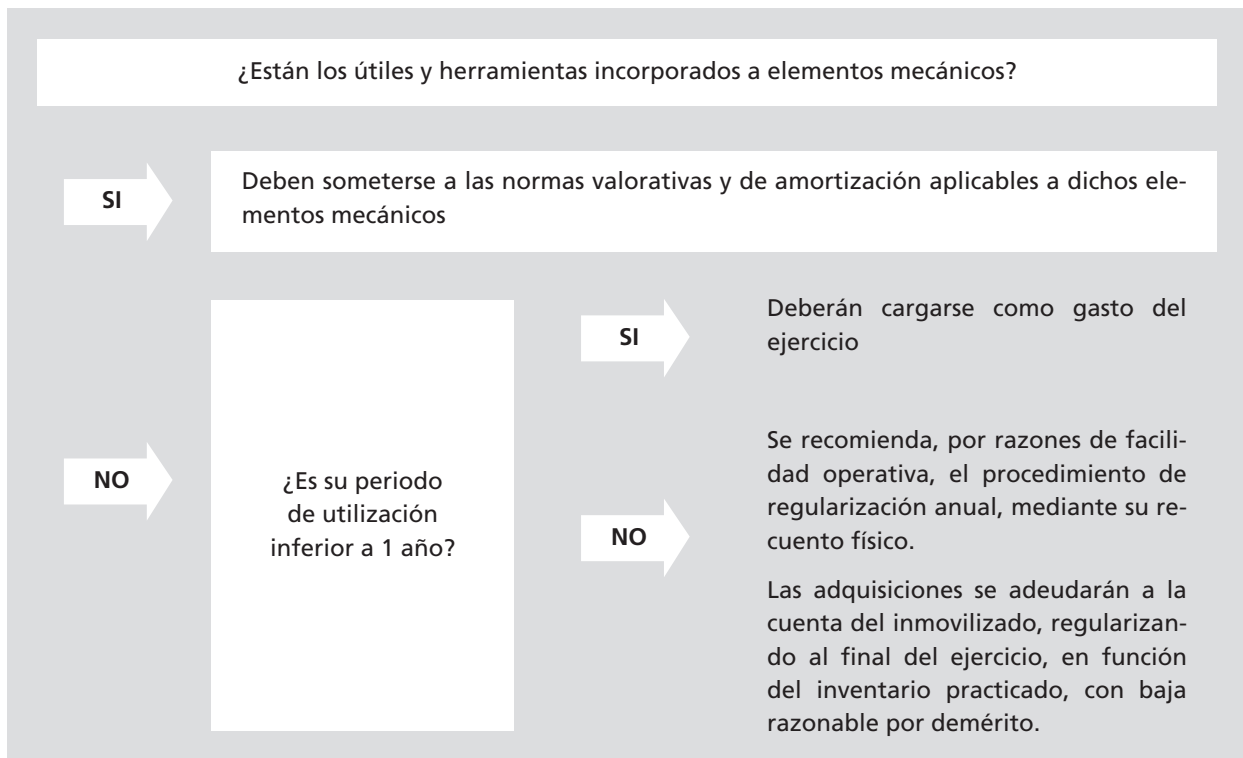 ¿Están los útiles y herramientas incorporados a elementos mecánicos?
SI
Deben someterse a las normas valorativas y de amortización aplicables a dichos ele-
mentos mecánicos
NO
¿Es su periodo
de utilización
inferior a 1 año?
SI
Deberán cargarse como gasto del
ejercicio
NO
Se recomienda, por razones de facili-
dad operativa, el procedimiento de
regularización anual, mediante su re-
cuento físico.
Las adquisiciones se adeudarán a la
cuenta del inmovilizado, regularizan-
do al final del ejercicio, en función
del inventario practicado, con baja
razonable por demérito.